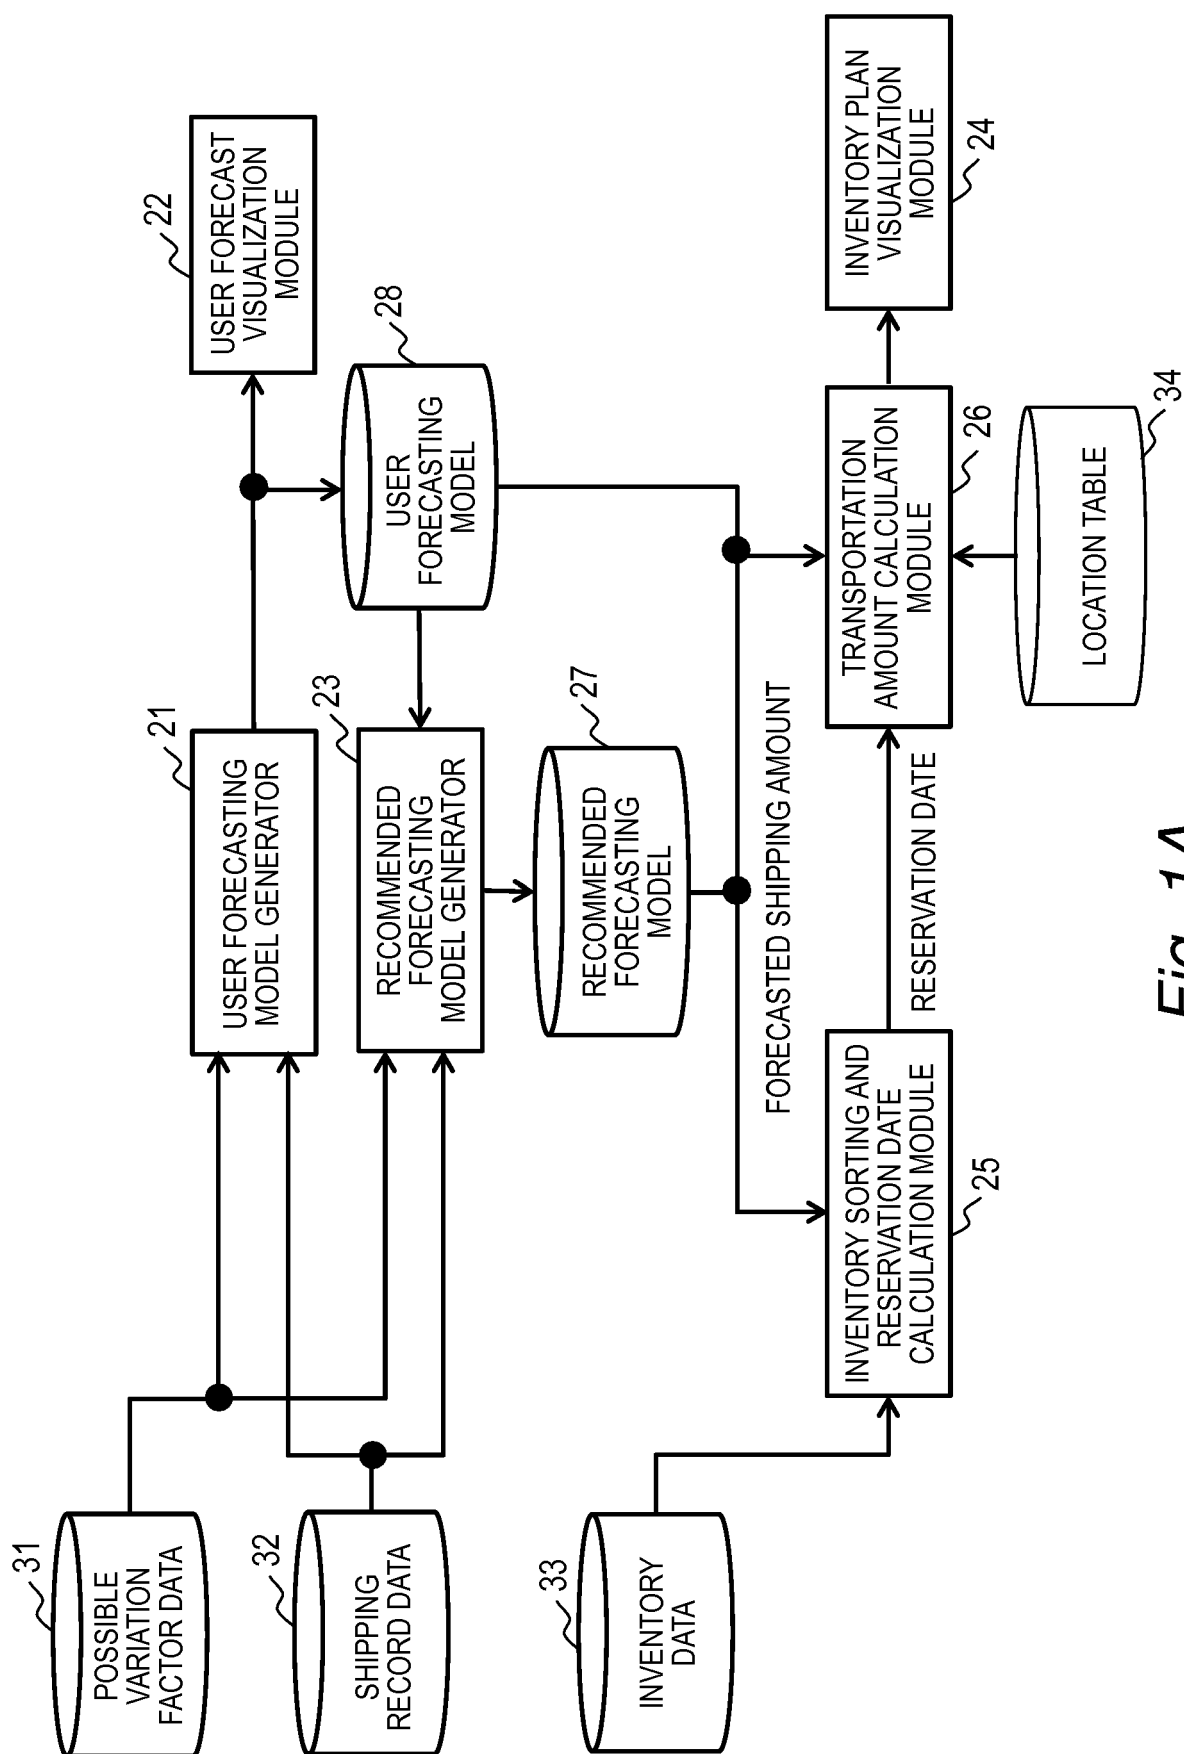 31
POSSIBLE
VARIATION
FACTOR DATA
32
SHIPPING
RECORD DATA
33
INVENTORY
DATA
21
USER FORECASTING
MODEL GENERATOR
22
USER FORECAST
VISUALIZATION
MODULE
23
RECOMMENDED
FORECASTING
MODEL GENERATOR
28
USER
FORECASTING
MODEL
27
RECOMMENDED
FORECASTING
MODEL
FORECASTED SHIPPING AMOUNT
INVENTORY SORTING AND
RESERVATION DATE
CALCULATION MODULE
25
RESERVATION DATE
TRANSPORTATION
AMOUNT CALCULATION
MODULE
26
INVENTORY PLAN
VISUALIZATION
MODULE
24
LOCATION TABLE
34
Fig. 1A